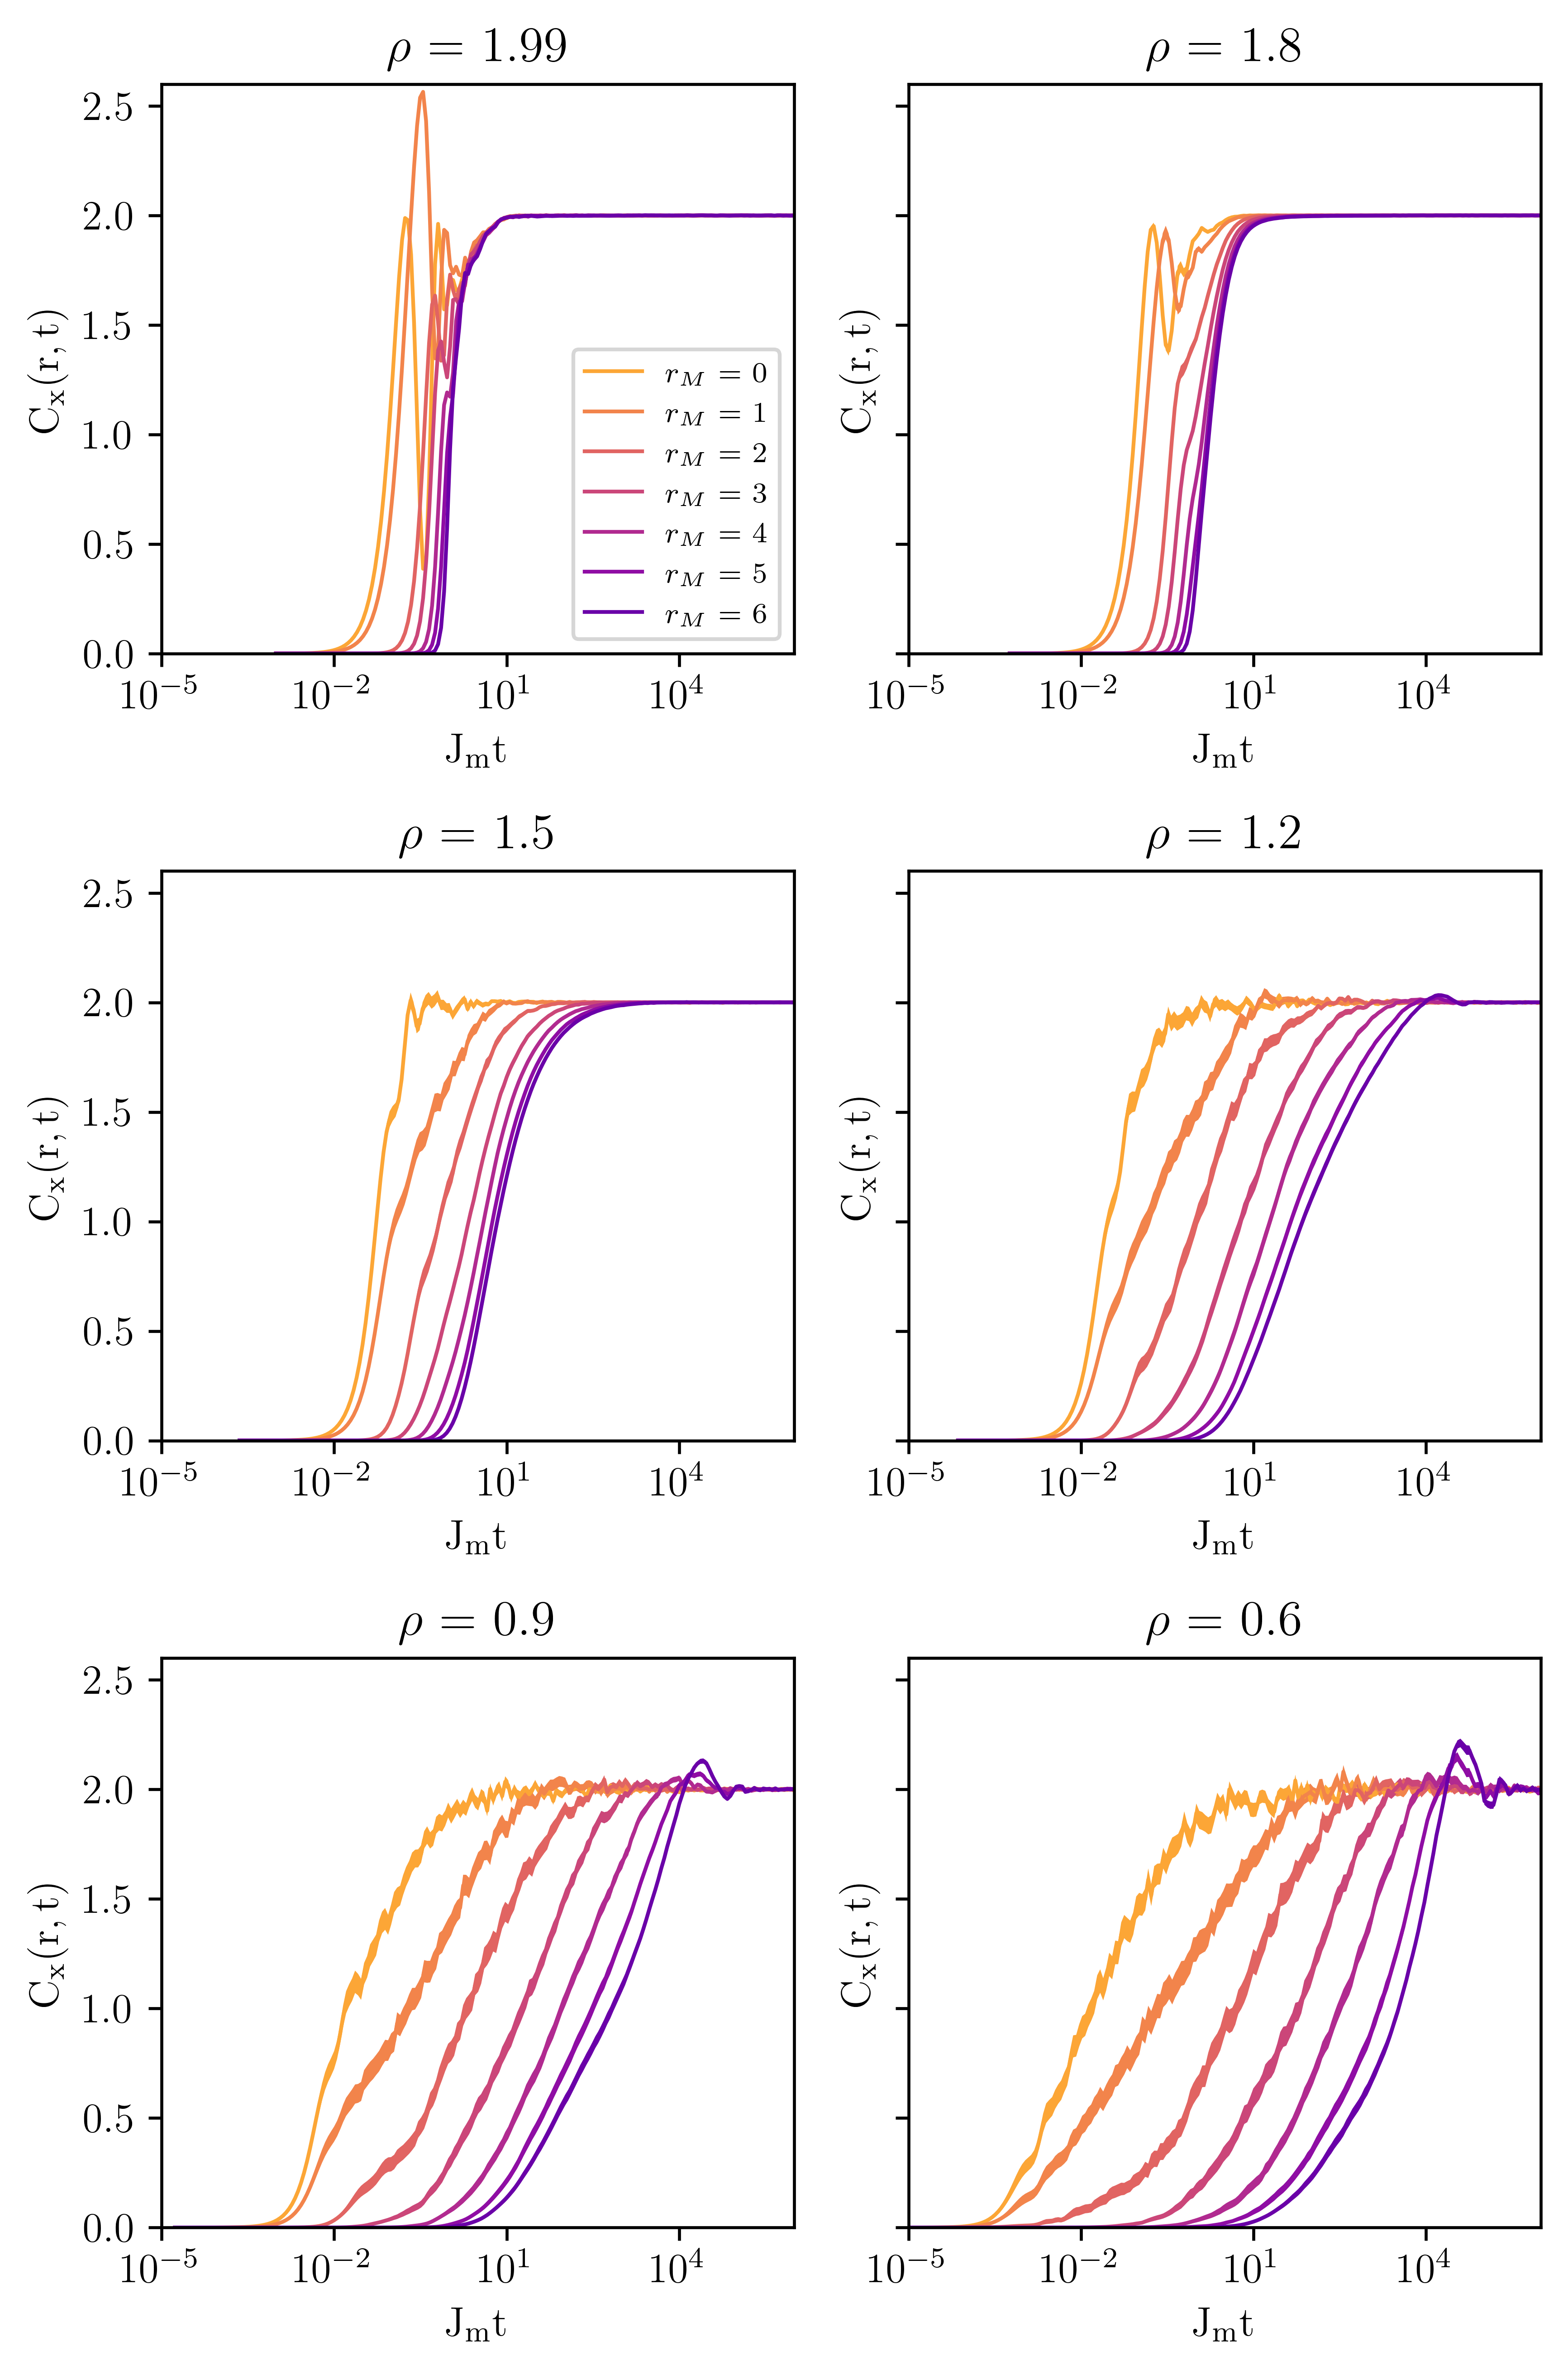 ρ = 1.99
ρ = 1.8
2.5
2.0
1.5
1.0
0.5
0.0
C_x(r, t)
C_x(r, t)
r_M = 0
r_M = 1
r_M = 2
r_M = 3
r_M = 4
r_M = 5
r_M = 6
10^−5 10^−2 10^1 10^4
10^−5 10^−2 10^1 10^4
J_m t
J_m t
ρ = 1.5
ρ = 1.2
2.5
2.0
1.5
1.0
0.5
0.0
C_x(r, t)
C_x(r, t)
10^−5 10^−2 10^1 10^4
10^−5 10^−2 10^1 10^4
J_m t
J_m t
ρ = 0.9
ρ = 0.6
2.5
2.0
1.5
1.0
0.5
0.0
C_x(r, t)
C_x(r, t)
10^−5 10^−2 10^1 10^4
10^−5 10^−2 10^1 10^4
J_m t
J_m t